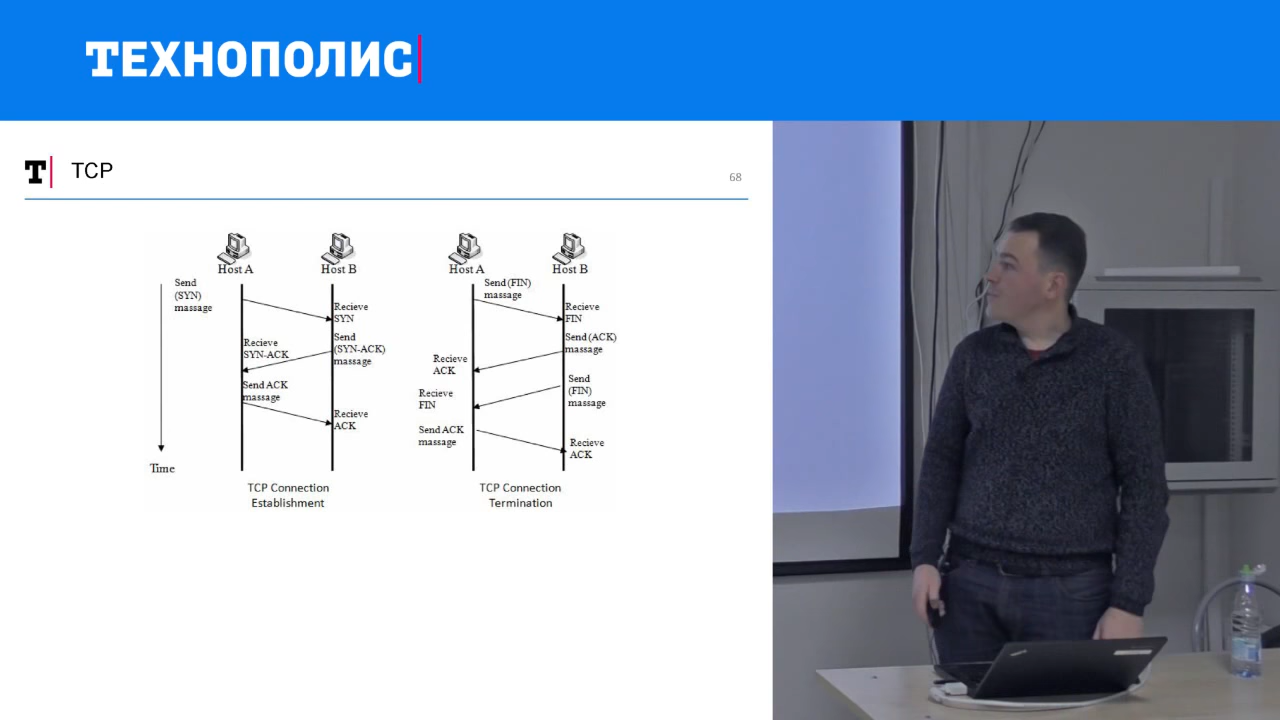 ТЕХНОПОЛИС
T TCP
68
Host A
Host B
Send
(SYN)
massage
Recieve
SYN
Send
(SYN-ACK)
massage
Recieve
SYN-ACK
Send ACK
massage
Recieve
ACK
Time
TCP Connection
Establishment
Host A
Host B
Send (FIN)
massage
Recieve
FIN
Send (ACK)
massage
Recieve
ACK
Send
(FIN)
massage
Recieve
FIN
Send ACK
massage
Recieve
ACK
TCP Connection
Termination